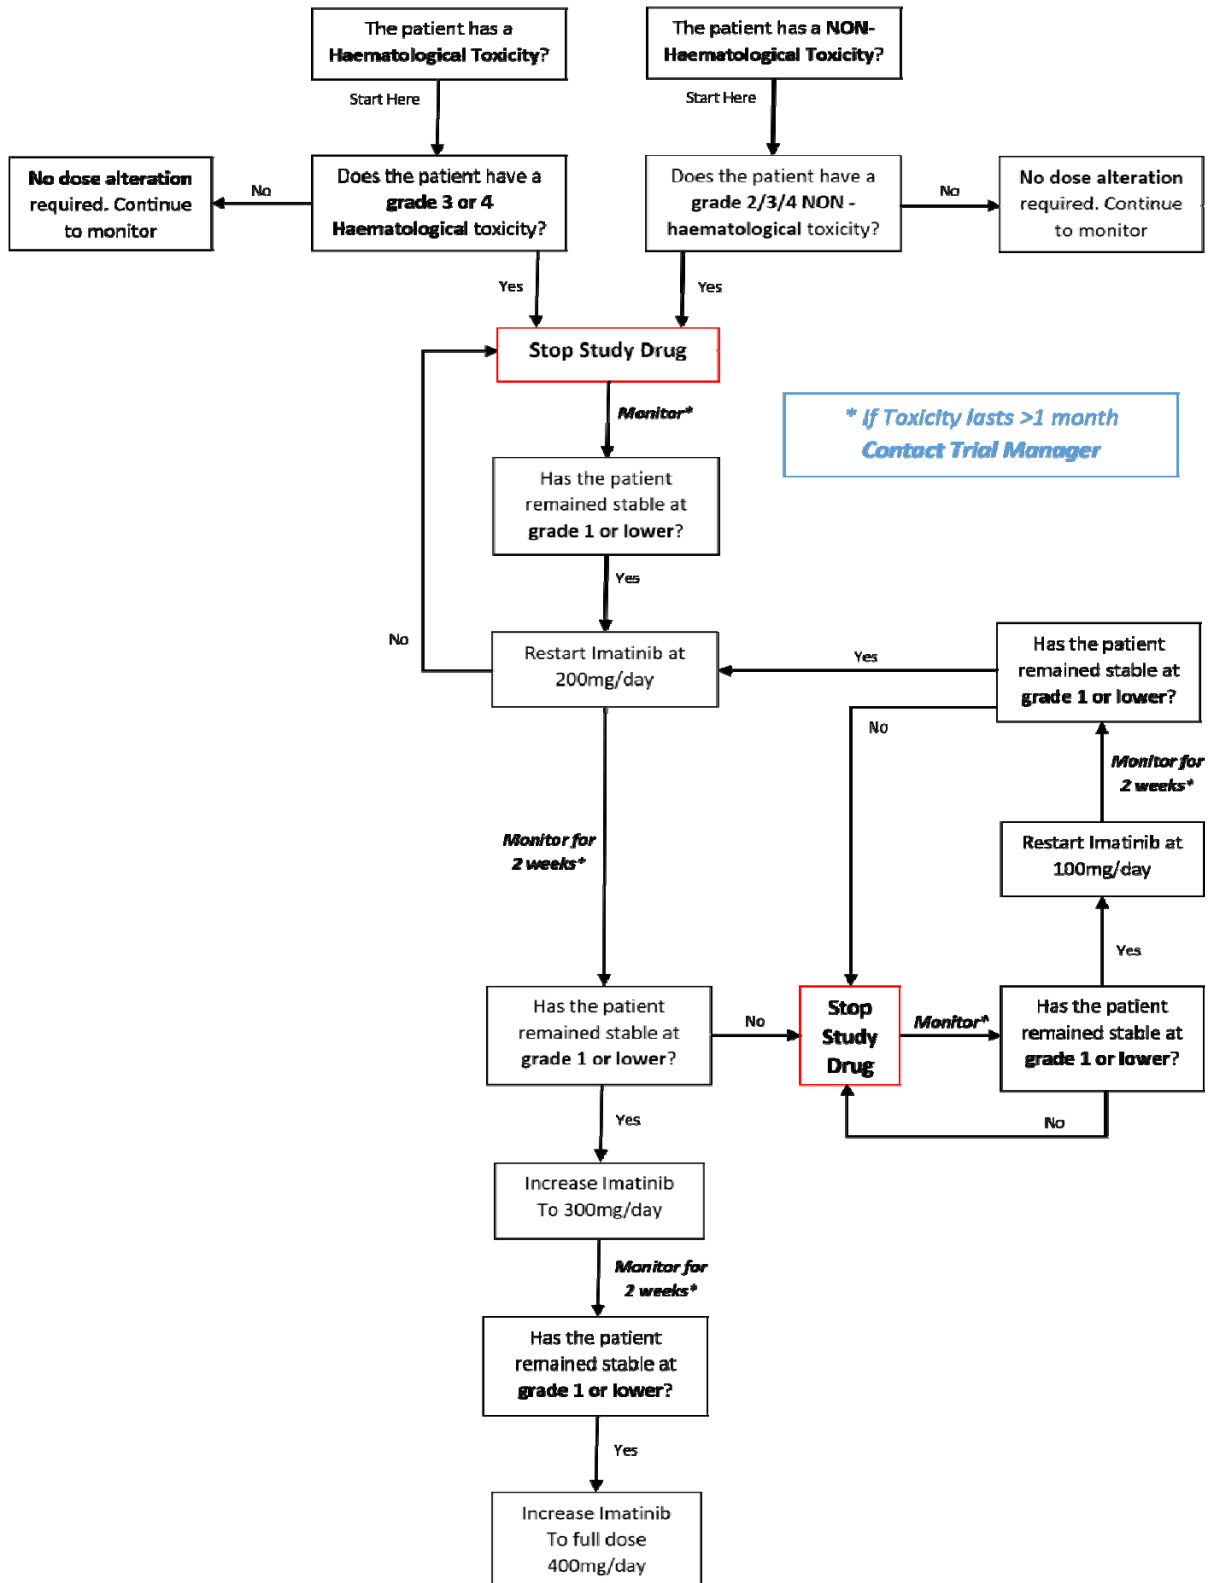 The patient has a
Haematological Toxicity?
The patient has a NON-
Haematological Toxicity?
Start Here
Start Here
No dose alteration
required. Continue
to monitor
No
Does the patient have a
grade 3 or 4
Haematological toxicity?
Does the patient have a
grade 2/3/4 NON -
haematological toxicity?
No
No dose alteration
required. Continue
to monitor
Yes
Yes
Stop Study Drug
Monitor*
* If Toxicity lasts >1 month
Contact Trial Manager
Has the patient
remained stable at
grade 1 or lower?
Yes
No
Restart Imatinib at
200mg/day
Yes
Has the patient
remained stable at
grade 1 or lower?
No
Monitor for
2 weeks*
Monitor for
2 weeks*
Restart Imatinib at
100mg/day
Yes
Has the patient
remained stable at
grade 1 or lower?
No
Stop
Study
Drug
Monitor*
Has the patient
remained stable at
grade 1 or lower?
No
Yes
Increase Imatinib
To 300mg/day
Monitor for
2 weeks*
Has the patient
remained stable at
grade 1 or lower?
Yes
Increase Imatinib
To full dose
400mg/day